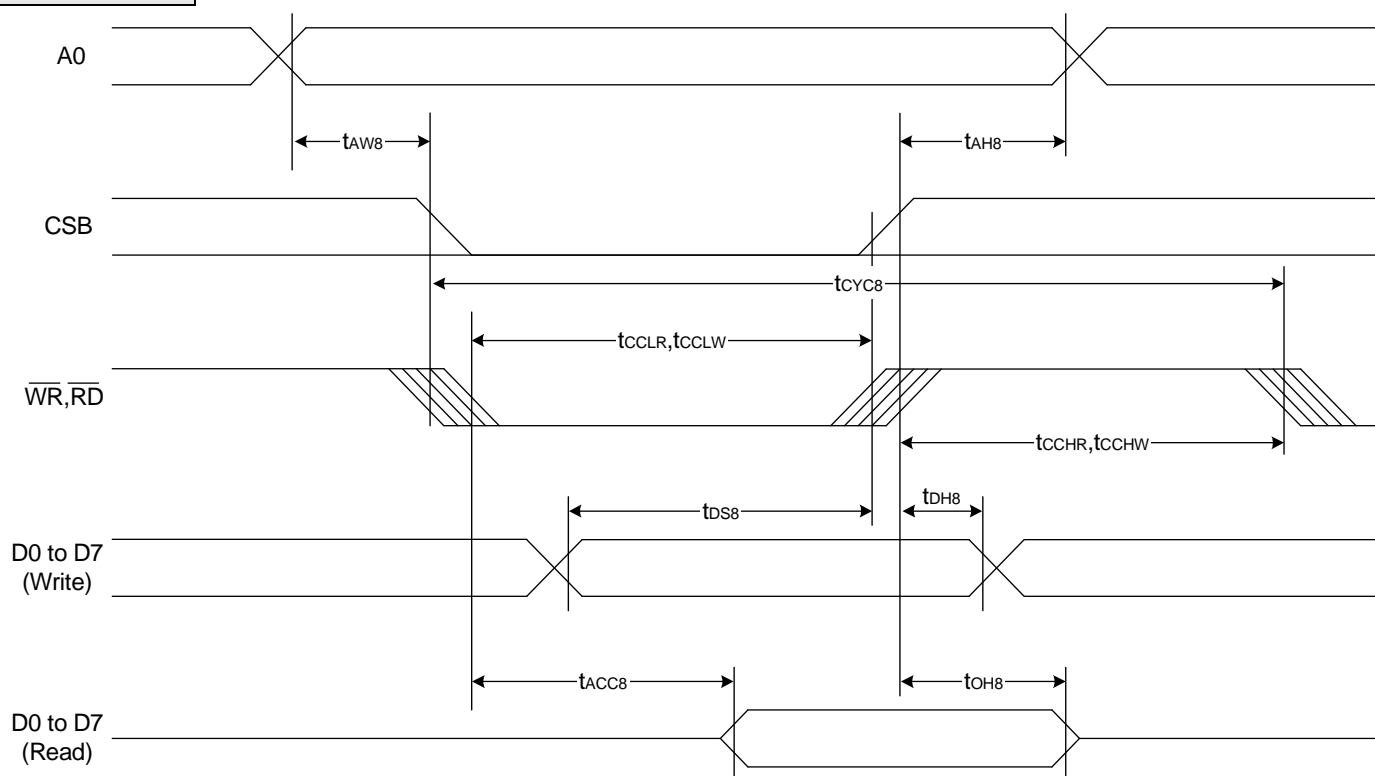 A0
tAW8
tAH8
CSB
tCYC8
tCCLR,tCCLW
WR,RD
tCCHR,tCCHW
tDS8
tDH8
D0 to D7
(Write)
tACC8
tOH8
D0 to D7
(Read)